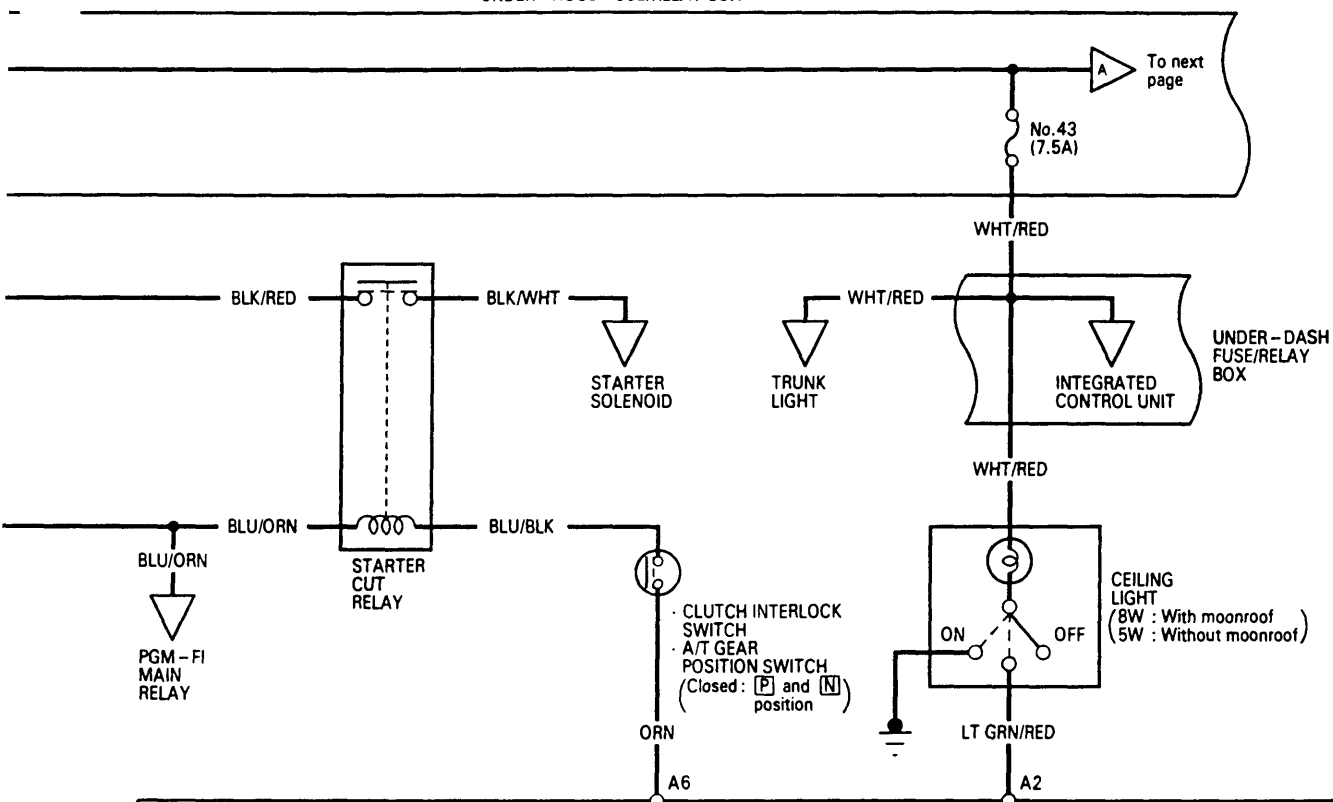 To next
page
A
No.43
(7.5A)
WHT/RED
BLK/RED
BLK/WHT
WHT/RED
STARTER
SOLENOID
TRUNK
LIGHT
INTEGRATED
CONTROL UNIT
UNDER-DASH
FUSE/RELAY
BOX
WHT/RED
BLU/ORN
BLU/BLK
BLU/ORN
STARTER
CUT
RELAY
PGM-FI
MAIN
RELAY
· CLUTCH INTERLOCK
SWITCH
· A/T GEAR
POSITION SWITCH
(Closed: P and N
position)
CEILING
LIGHT
(8W : With moonroof
5W : Without moonroof)
ON
OFF
ORN
LT GRN/RED
A6
A2